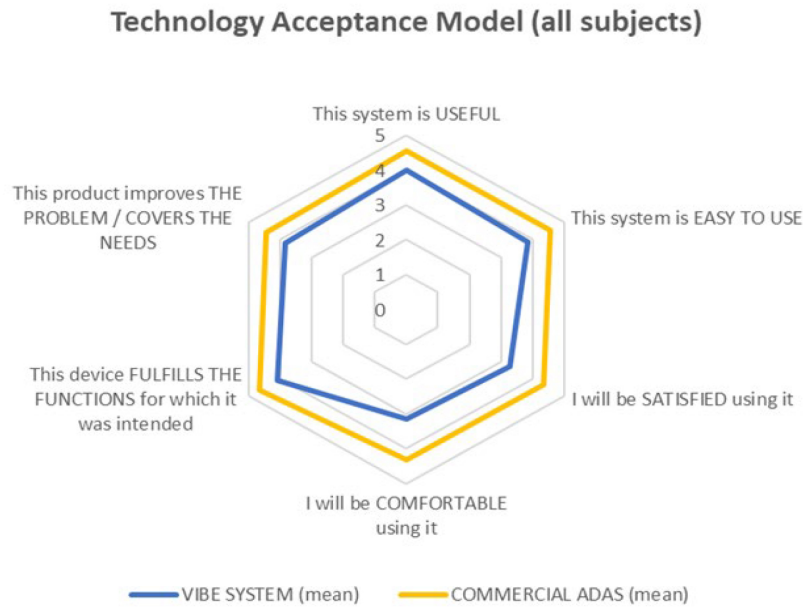 Technology Acceptance Model (all subjects)
This system is USEFUL
5
4
3
2
1
0
This system is EASY TO USE
I will be SATISFIED using it
I will be COMFORTABLE
using it
This device FULFILLS THE
FUNCTIONS for which it
was intended
This product improves THE
PROBLEM / COVERS THE
NEEDS
VIBE SYSTEM (mean)
COMMERCIAL ADAS (mean)